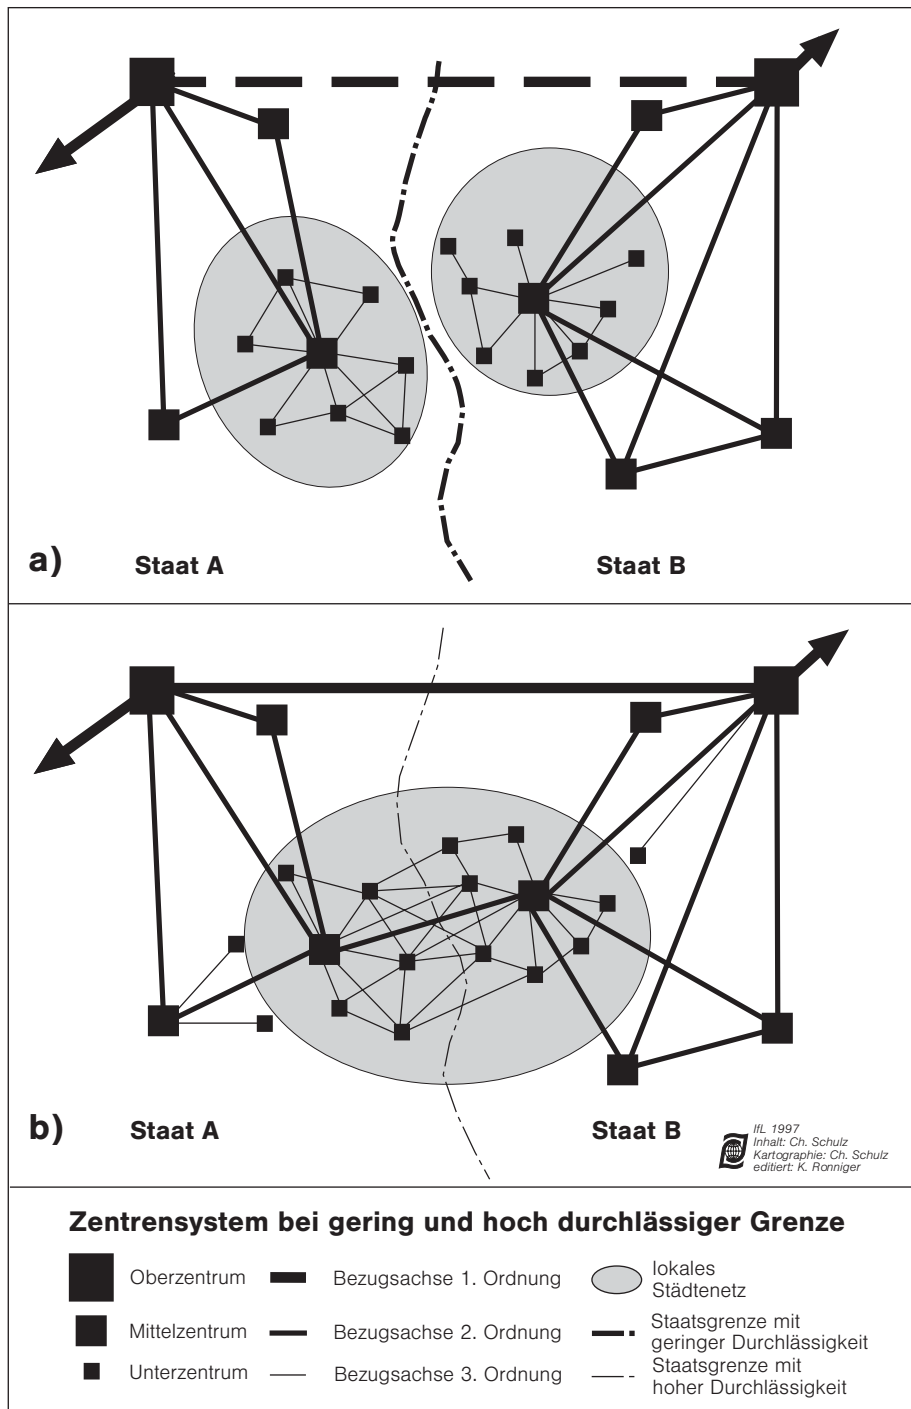 a)
Staat A
Staat B
b)
Staat A
Staat B
IfL 1997
Inhalt: Ch. Schulz
Kartographie: Ch. Schulz
editiert: K. Ronniger
Zentrensystem bei gering und hoch durchlässiger Grenze
Oberzentrum
Bezugsachse 1. Ordnung
lokales
Städtenetz
Mittelzentrum
Bezugsachse 2. Ordnung
Staatsgrenze mit
geringer Durchlässigkeit
Unterzentrum
Bezugsachse 3. Ordnung
Staatsgrenze mit
hoher Durchlässigkeit